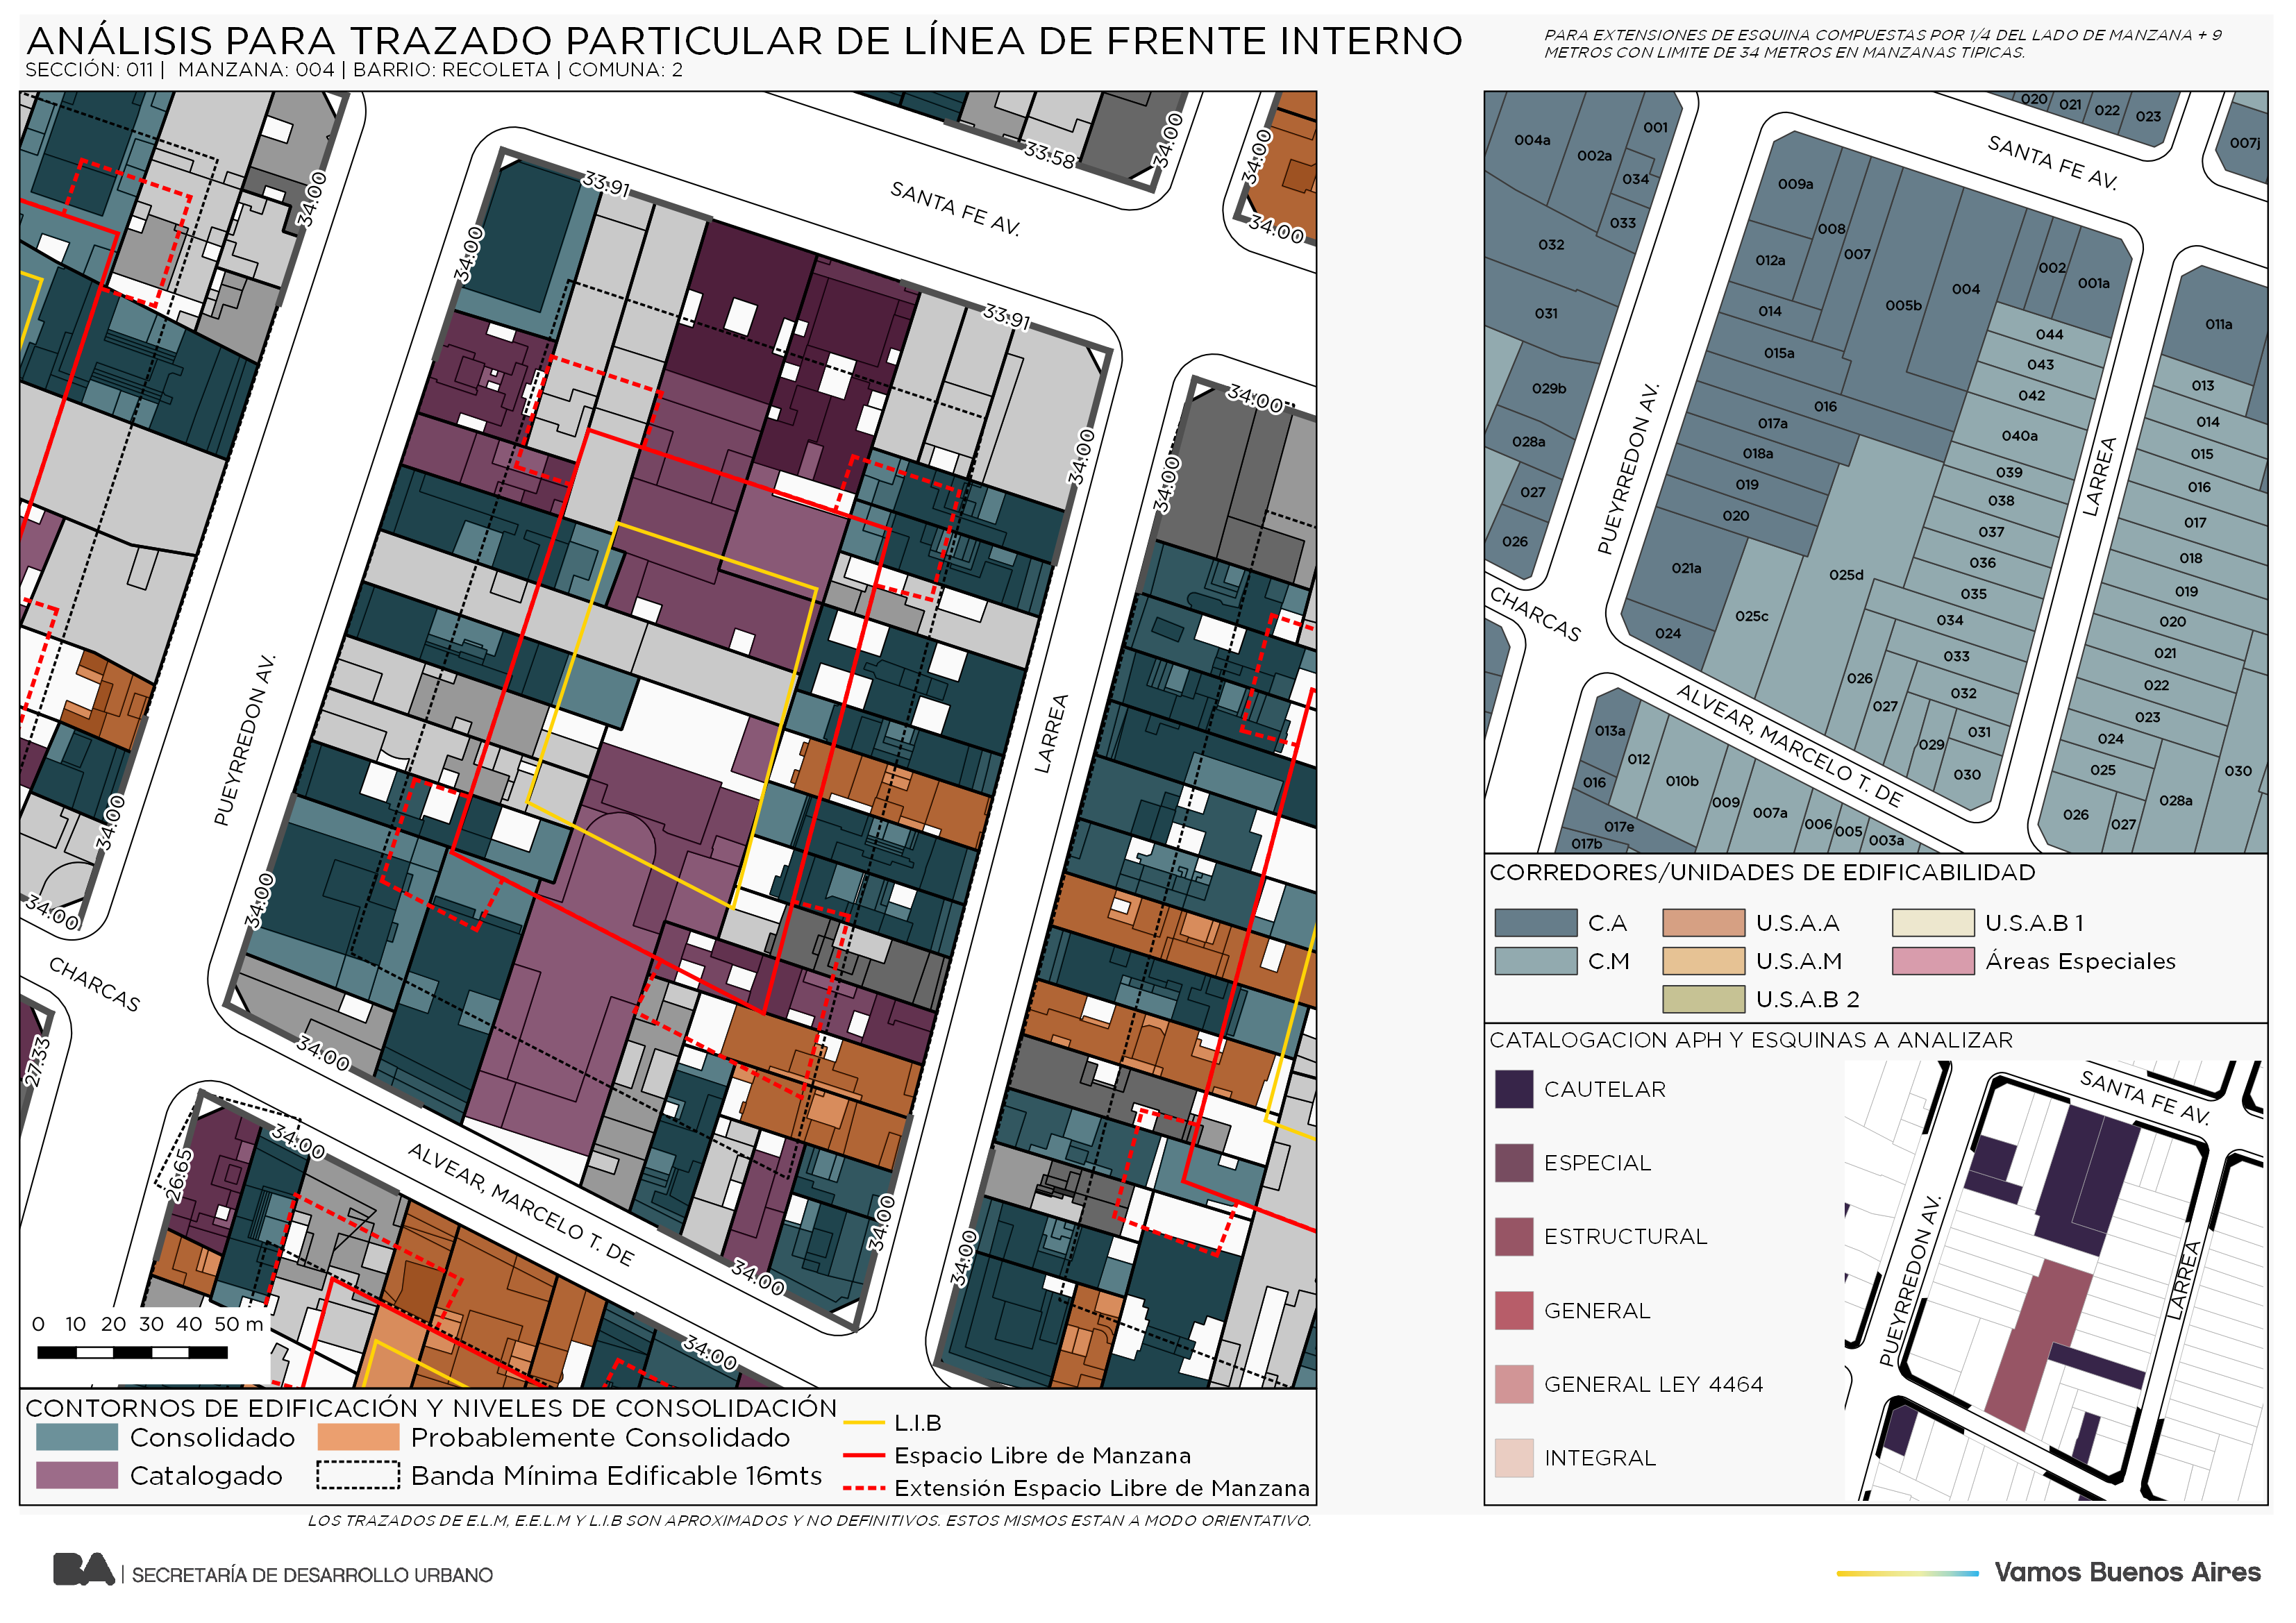 ANÁLISIS PARA TRAZADO PARTICULAR DE LÍNEA DE FRENTE INTERNO
SECCIÓN: 011 | MANZANA: 004 | BARRIO: RECOLETA | COMUNA: 2
PARA EXTENSIONES DE ESQUINA COMPUESTAS POR 1/4 DEL LADO DE MANZANA + 9
METROS CON LIMITE DE 34 METROS EN MANZANAS TIPICAS.
34.00
33.91
34.00
SANTA FE AV.
33.58
34.00
34.00
34.00
33.91
34.00
34.00
34.00
PUEYRREDON AV.
LARREA
34.00
34.00
34.00
CHARCAS
27.33
34.00
34.00
26.65
ALVEAR, MARCELO T. DE
34.00
34.00
34.00
34.00
0 10 20 30 40 50 m
CONTORNOS DE EDIFICACIÓN Y NIVELES DE CONSOLIDACIÓN
Consolidado
Probablemente Consolidado
Catalogado
Banda Mínima Edificable 16mts
L.I.B
Espacio Libre de Manzana
Extensión Espacio Libre de Manzana
LOS TRAZADOS DE E.L.M, E.E.L.M Y L.I.B SON APROXIMADOS Y NO DEFINITIVOS. ESTOS MISMOS ESTAN A MODO ORIENTATIVO.
004a
002a
001
034
033
032
031
029b
028a
027
026
020
021
022
023
007j
SANTA FE AV.
009a
008
007
012a
014
015a
005b
004
002
001a
044
043
042
016
017a
018a
019
020
040a
039
038
037
036
035
034
033
032
031
030
029
027
026
025d
025c
021a
024
PUEYRREDON AV.
LARREA
CHARCAS
ALVEAR, MARCELO T. DE
011a
013
014
015
016
017
018
019
020
021
022
023
024
025
026
027
028a
030
013a
012
016
010b
009
007a
006
005
003a
017e
017b
CORREDORES/UNIDADES DE EDIFICABILIDAD
C.A
U.S.A.A
U.S.A.B 1
C.M
U.S.A.M
Áreas Especiales
U.S.A.B 2
CATALOGACION APH Y ESQUINAS A ANALIZAR
CAUTELAR
ESPECIAL
ESTRUCTURAL
GENERAL
GENERAL LEY 4464
INTEGRAL
SANTA FE AV.
PUEYRREDON AV.
LARREA
BA | SECRETARÍA DE DESARROLLO URBANO
Vamos Buenos Aires